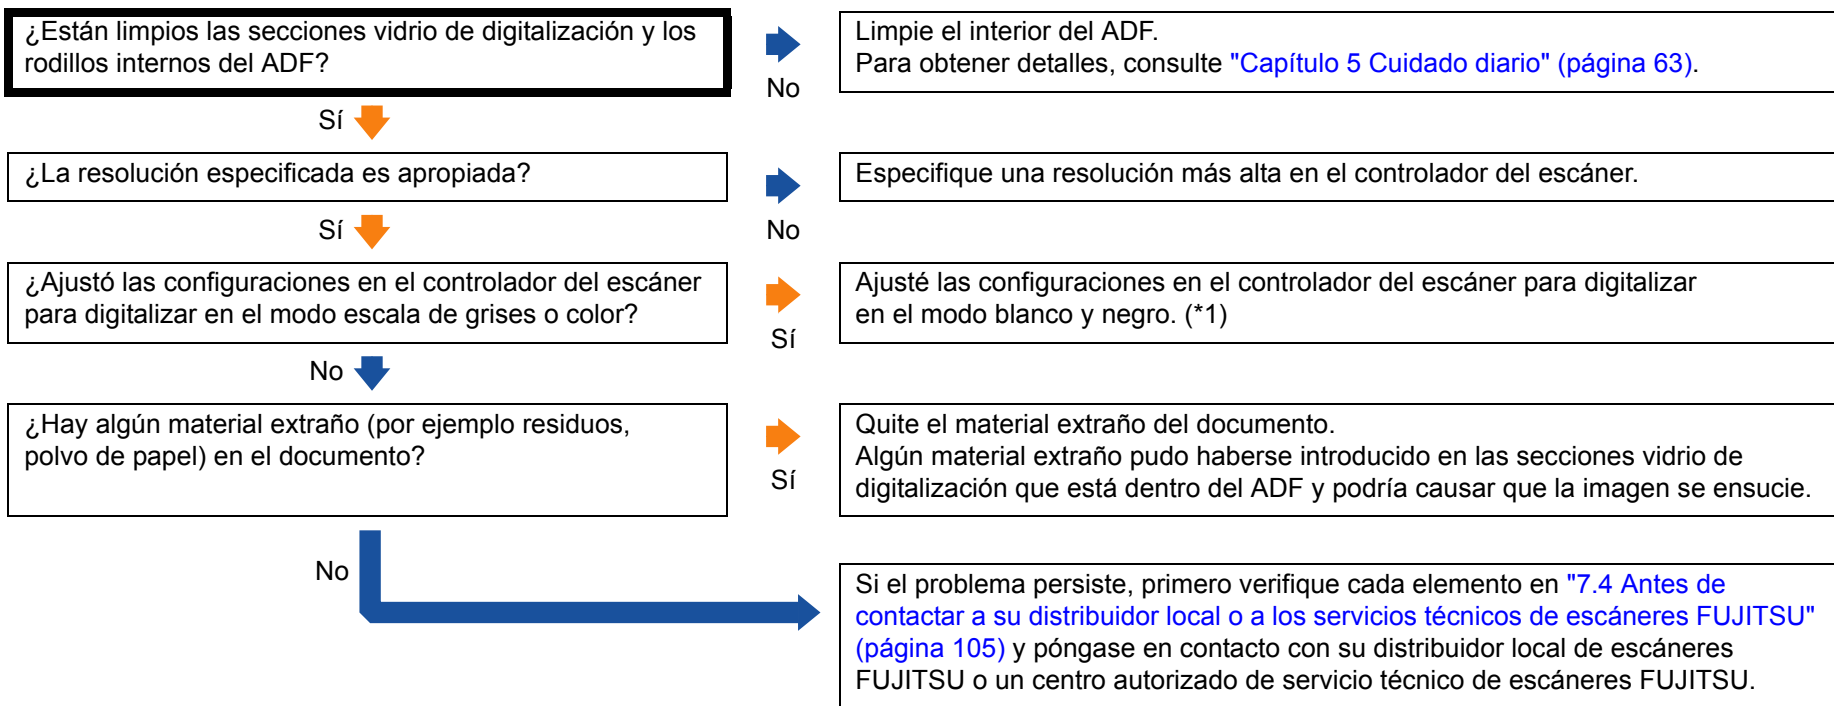 ¿Están limpios las secciones vidrio de digitalización y los
rodillos internos del ADF?
No
Limpie el interior del ADF.
Para obtener detalles, consulte "Capítulo 5 Cuidado diario" (página 63).
Sí
¿La resolución especificada es apropiada?
No
Especifique una resolución más alta en el controlador del escáner.
Sí
¿Ajustó las configuraciones en el controlador del escáner
para digitalizar en el modo escala de grises o color?
Sí
Ajusté las configuraciones en el controlador del escáner para digitalizar
en el modo blanco y negro. (*1)
No
¿Hay algún material extraño (por ejemplo residuos,
polvo de papel) en el documento?
Sí
Quite el material extraño del documento.
Algún material extraño pudo haberse introducido en las secciones vidrio de
digitalización que está dentro del ADF y podría causar que la imagen se ensucie.
No
Si el problema persiste, primero verifique cada elemento en "7.4 Antes de
contactar a su distribuidor local o a los servicios técnicos de escáneres FUJITSU"
(página 105) y póngase en contacto con su distribuidor local de escáneres
FUJITSU o un centro autorizado de servicio técnico de escáneres FUJITSU.